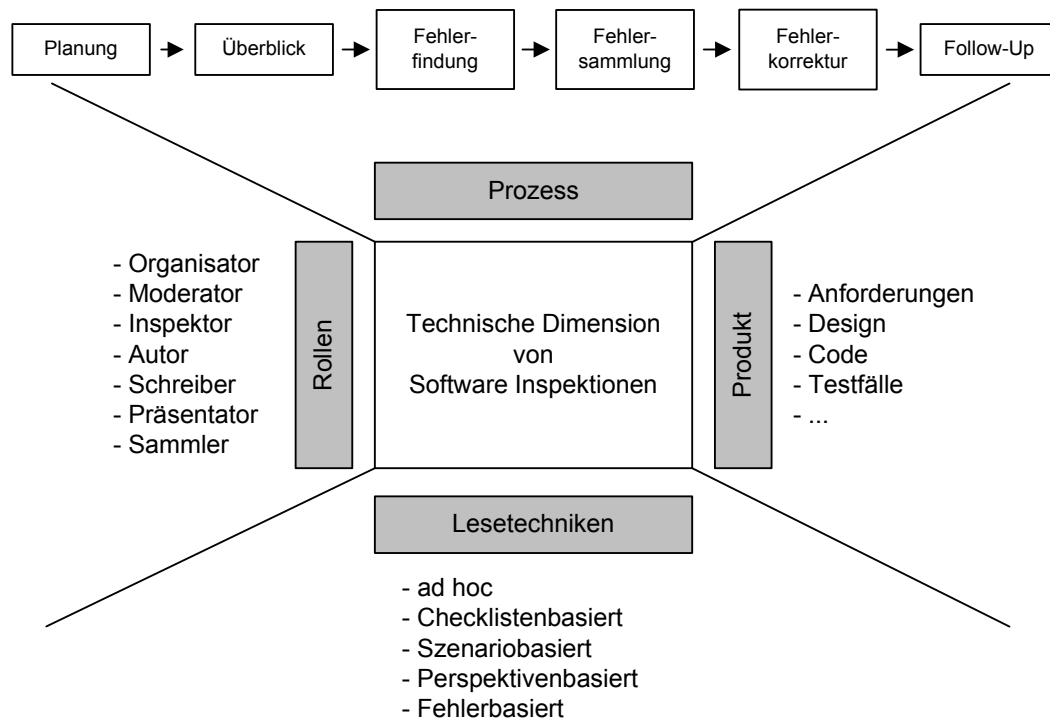 Planung
Überblick
Fehler-
findung
Fehler-
sammlung
Fehler-
korrektur
Follow-Up
Prozess
- Organisator
- Moderator
- Inspektor
- Autor
- Schreiber
- Präsentator
- Sammler
Rollen
Technische Dimension
von
Software Inspektionen
Produkt
- Anforderungen
- Design
- Code
- Testfälle
- ...
Lesetechniken
- ad hoc
- Checklistenbasiert
- Szenariobasiert
- Perspektivenbasiert
- Fehlerbasiert